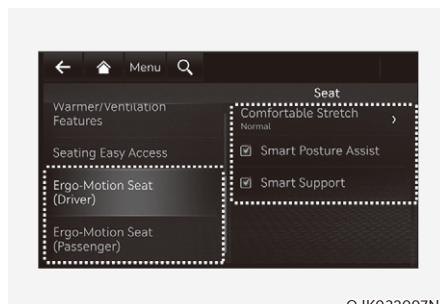 Menu
Seat
Warmer/Ventilation
Features
Seating Easy Access
Ergo-Motion Seat
(Driver)
Ergo-Motion Seat
(Passenger)
Comfortable Stretch
Normal
Smart Posture Assist
Smart Support